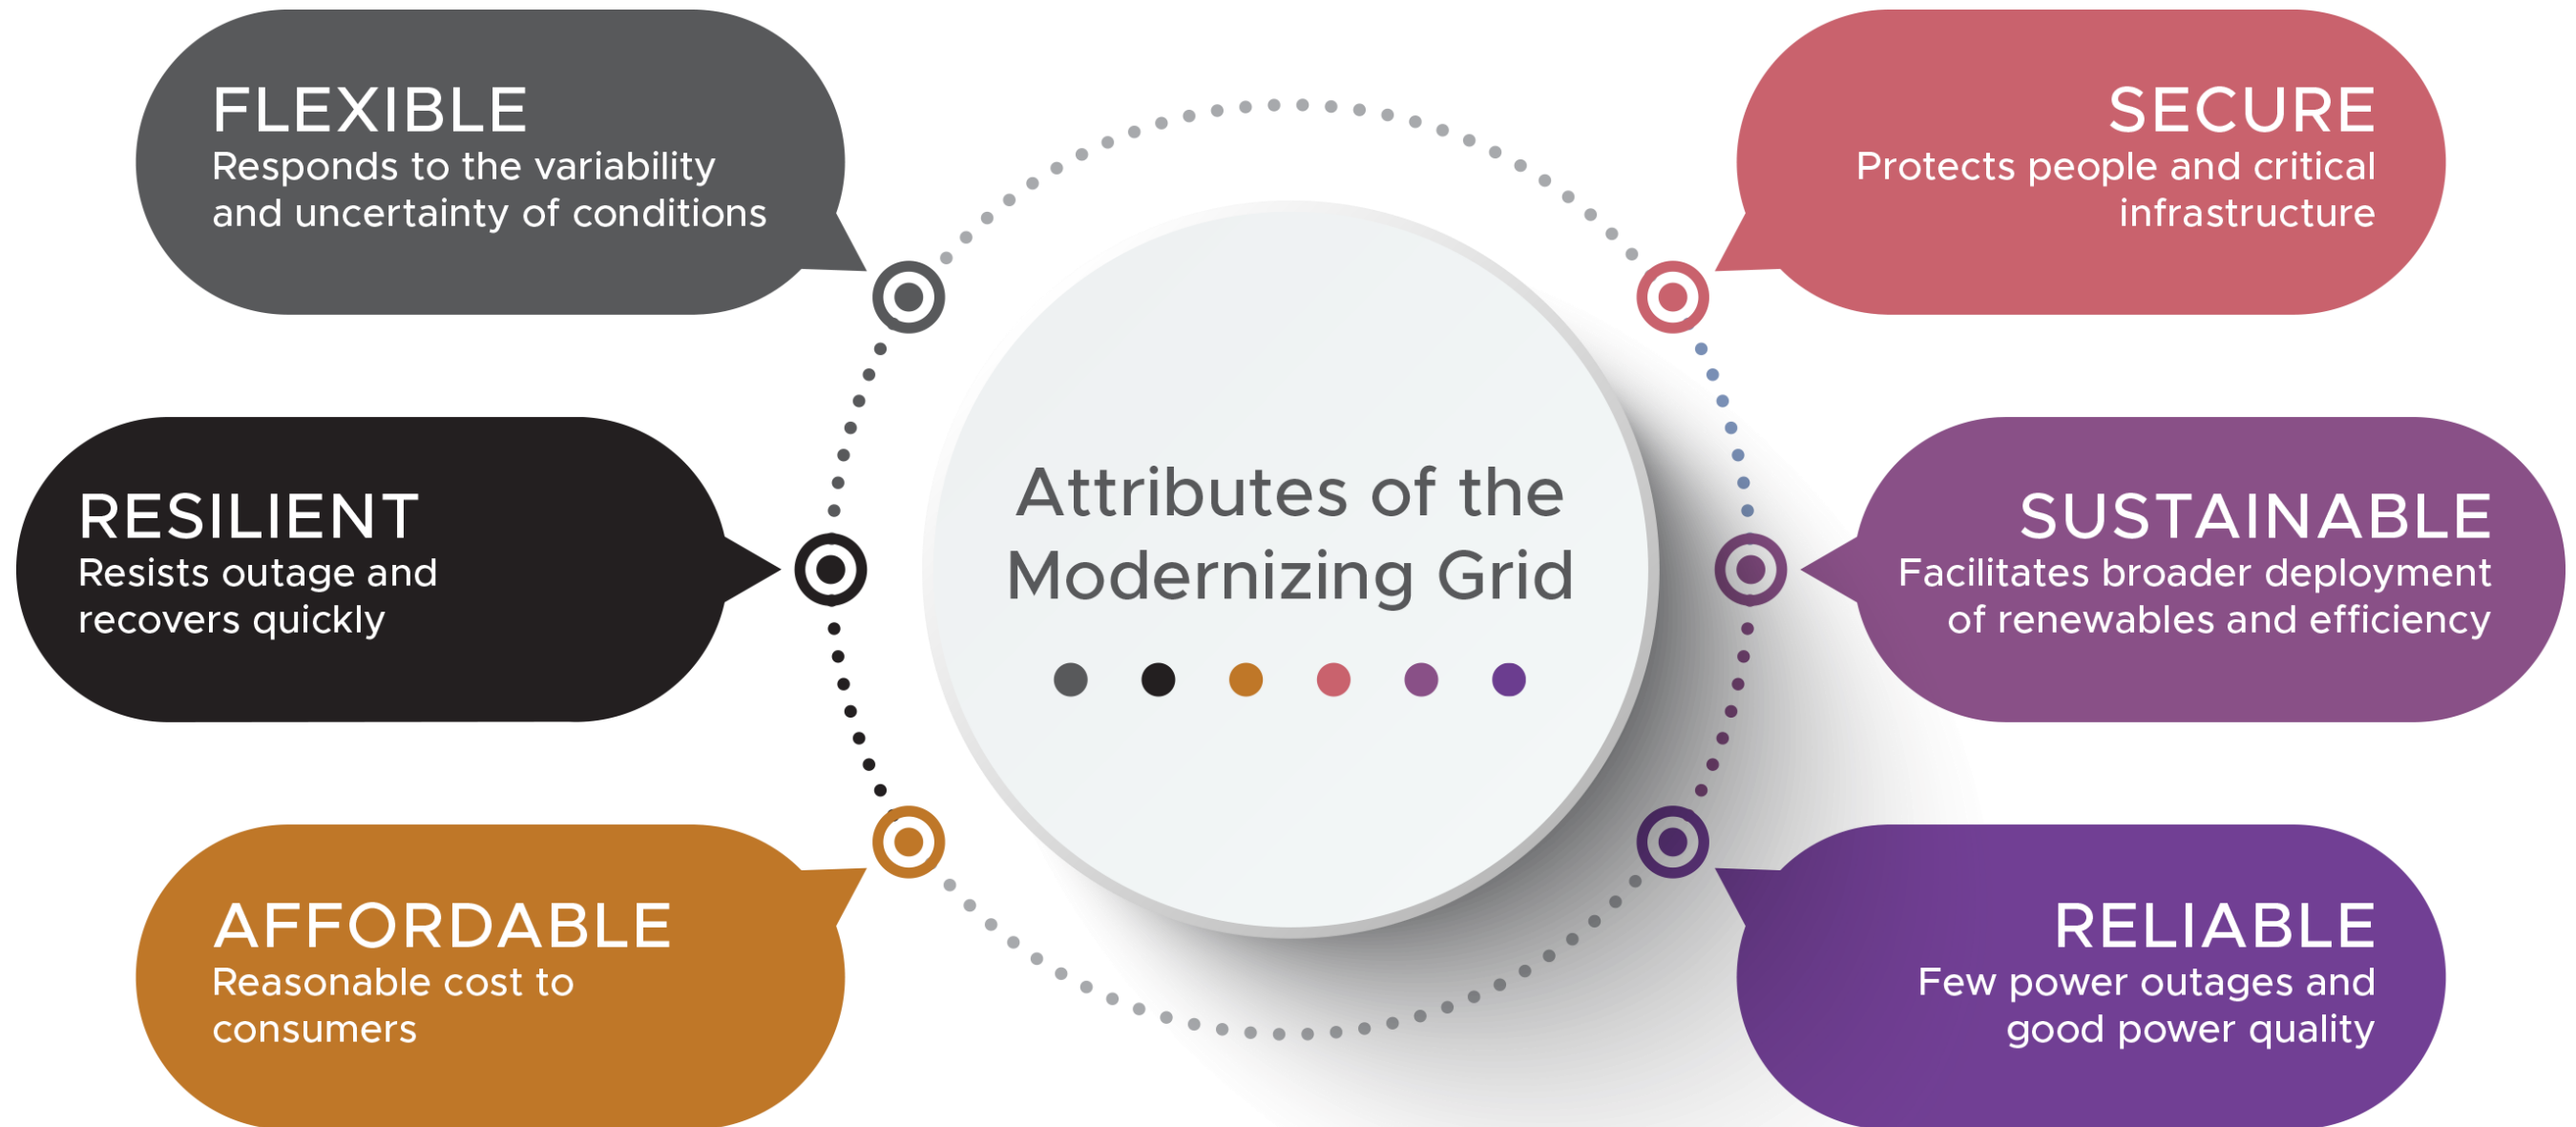 FLEXIBLE
Responds to the variability
and uncertainty of conditions
RESILIENT
Resists outage and
recovers quickly
AFFORDABLE
Reasonable cost to
consumers
Attributes of the
Modernizing Grid
SECURE
Protects people and critical
infrastructure
SUSTAINABLE
Facilitates broader deployment
of renewables and efficiency
RELIABLE
Few power outages and
good power quality